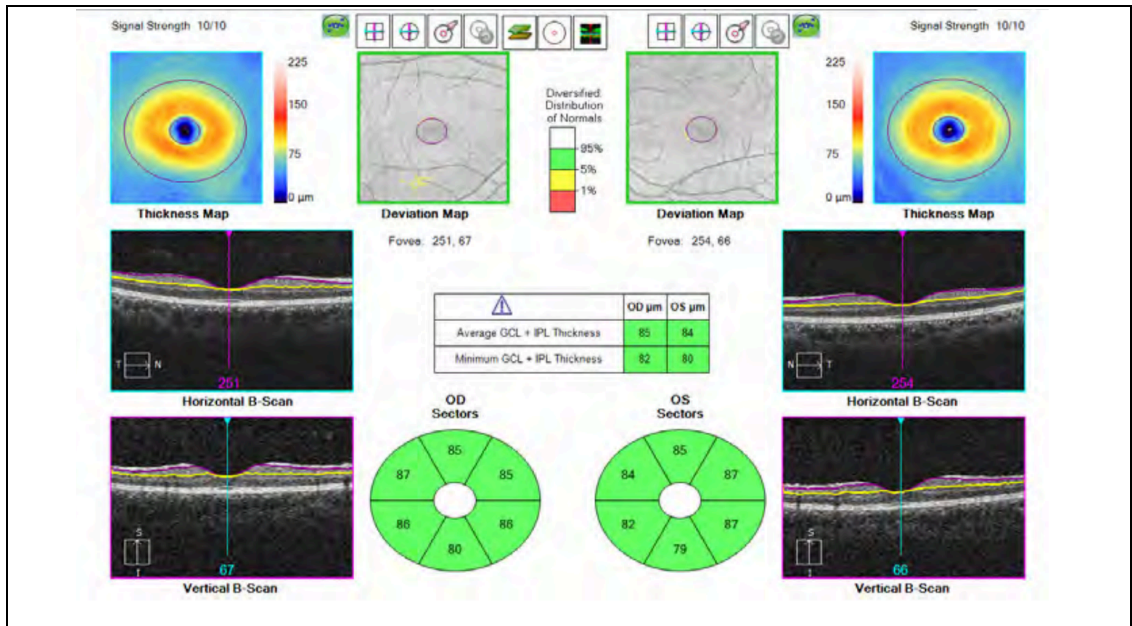 Signal Strength 10/10
Signal Strength 10/10
225
150
75
0 µm
Thickness Map
Deviation Map
Fovea: 251, 67
Diversified
Distribution
of Normals
95%
5%
1%
Deviation Map
Fovea: 254, 66
225
150
75
0 µm
Thickness Map
OD µm OS µm
Average GCL + IPL Thickness 85 84
Minimum GCL + IPL Thickness 82 80
T N
251
Horizontal B-Scan
N T
254
Horizontal B-Scan
OD
Sectors
85
87 85
86 86
80
OS
Sectors
85
84 87
82 87
79
S
I
67
Vertical B-Scan
S
I
66
Vertical B-Scan